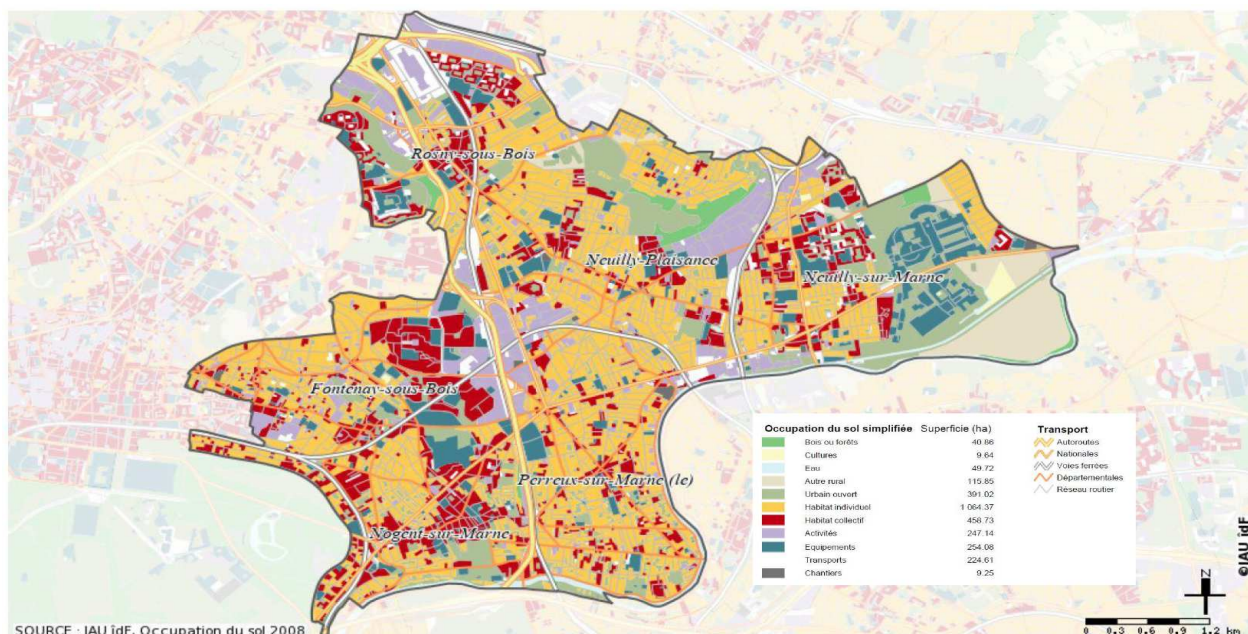 Rosny-sous-Bois
Neuilly-Plaisance
Neuilly-sur-Marne
Fontenay-sous-Bois
Perreux-sur-Marne (le)
Nogent-sur-Marne
Occupation du sol simplifiée Superficie (ha)
Bois ou forêts 40.86
Cultures 9.64
Eau 49.72
Autre rural 115.85
Urbain ouvert 391.02
Habitat individuel 1 064.37
Habitat collectif 458.73
Activités 247.14
Equipements 254.08
Transports 224.61
Chantiers 9.25
Transport
Autoroutes
Nationales
Voies ferrées
Départementales
Réseau routier
©IAU îdF
N
0 0.3 0.6 0.9 1.2 km
SOURCE : IAU îdF, Occupation du sol 2008